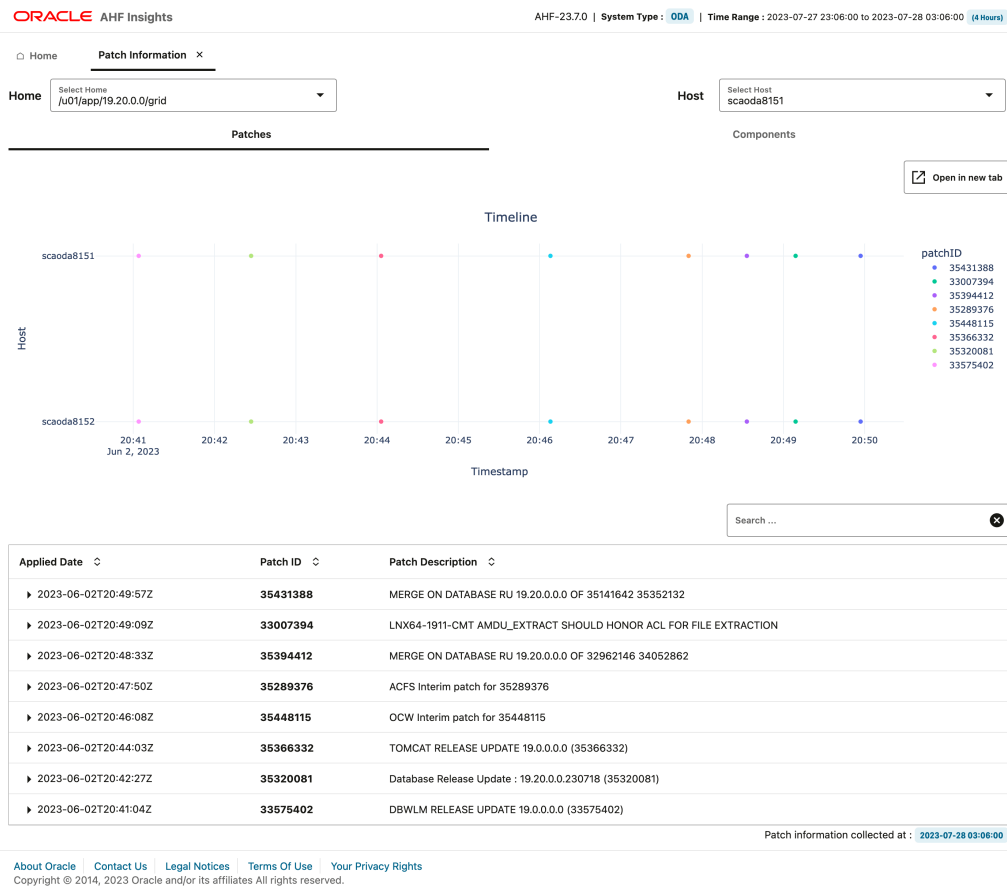 ORACLE AHF Insights
AHF-23.7.0 | System Type : ODA | Time Range : 2023-07-27 23:06:00 to 2023-07-28 03:06:00 (4 Hours)
Home
Patch Information ×
Home
Select Home
/u01/app/19.20.0.0/grid
Host
Select Host
scaoda8151
Patches
Components
Open in new tab
Timeline
scaoda8151
Host
scaoda8152
20:41 20:42 20:43 20:44 20:45 20:46 20:47 20:48 20:49 20:50
Jun 2, 2023
Timestamp
patchID
35431388
33007394
35394412
35289376
35448115
35366332
35320081
33575402
Search ...
Applied Date Patch ID Patch Description
2023-06-02T20:49:57Z 35431388 MERGE ON DATABASE RU 19.20.0.0.0 OF 35141642 35352132
2023-06-02T20:49:09Z 33007394 LNX64-1911-CMT AMDU_EXTRACT SHOULD HONOR ACL FOR FILE EXTRACTION
2023-06-02T20:48:33Z 35394412 MERGE ON DATABASE RU 19.20.0.0.0 OF 32962146 34052862
2023-06-02T20:47:50Z 35289376 ACFS Interim patch for 35289376
2023-06-02T20:46:08Z 35448115 OCW Interim patch for 35448115
2023-06-02T20:44:03Z 35366332 TOMCAT RELEASE UPDATE 19.0.0.0.0 (35366332)
2023-06-02T20:42:27Z 35320081 Database Release Update : 19.20.0.0.230718 (35320081)
2023-06-02T20:41:04Z 33575402 DBWLM RELEASE UPDATE 19.0.0.0.0 (33575402)
Patch information collected at : 2023-07-28 03:06:00
About Oracle Contact Us Legal Notices Terms Of Use Your Privacy Rights
Copyright © 2014, 2023 Oracle and/or its affiliates All rights reserved.